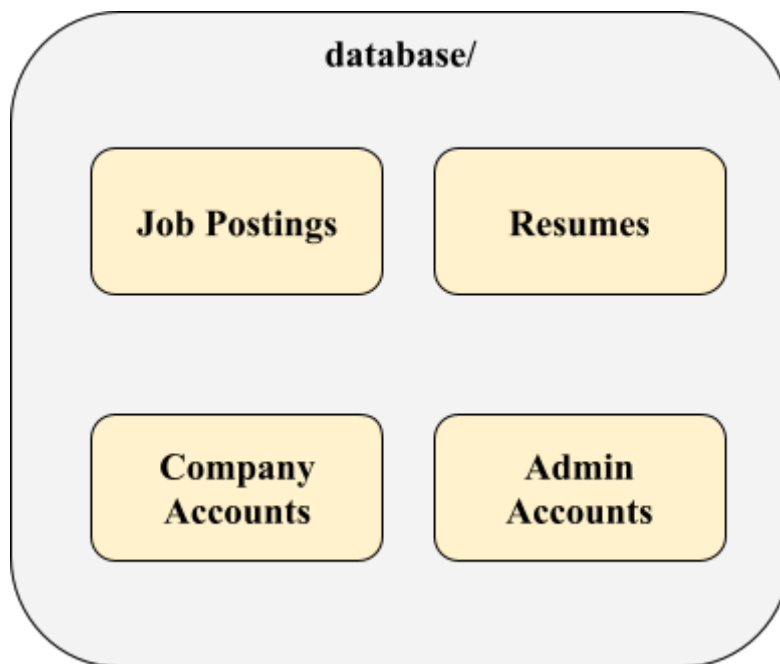 database/
Job Postings
Resumes
Company
Accounts
Admin
Accounts